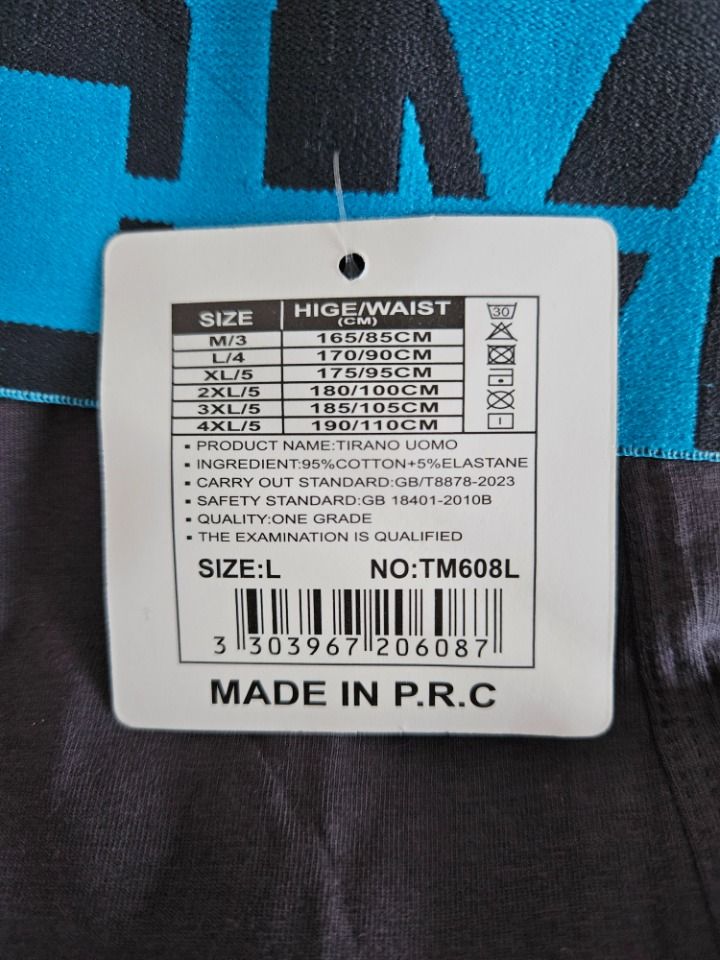 SIZE HIGE/WAIST
(CM)
M/3 165/85CM
L/4 170/90CM
XL/5 175/95CM
2XL/5 180/100CM
3XL/5 185/105CM
4XL/5 190/110CM
30
▪ PRODUCT NAME:TIRANO UOMO
▪ INGREDIENT:95%COTTON+5%ELASTANE
▪ CARRY OUT STANDARD:GB/T8878-2023
▪ SAFETY STANDARD:GB 18401-2010B
▪ QUALITY:ONE GRADE
▪ THE EXAMINATION IS QUALIFIED
SIZE:L NO:TM608L
3 303967 206087
MADE IN P.R.C